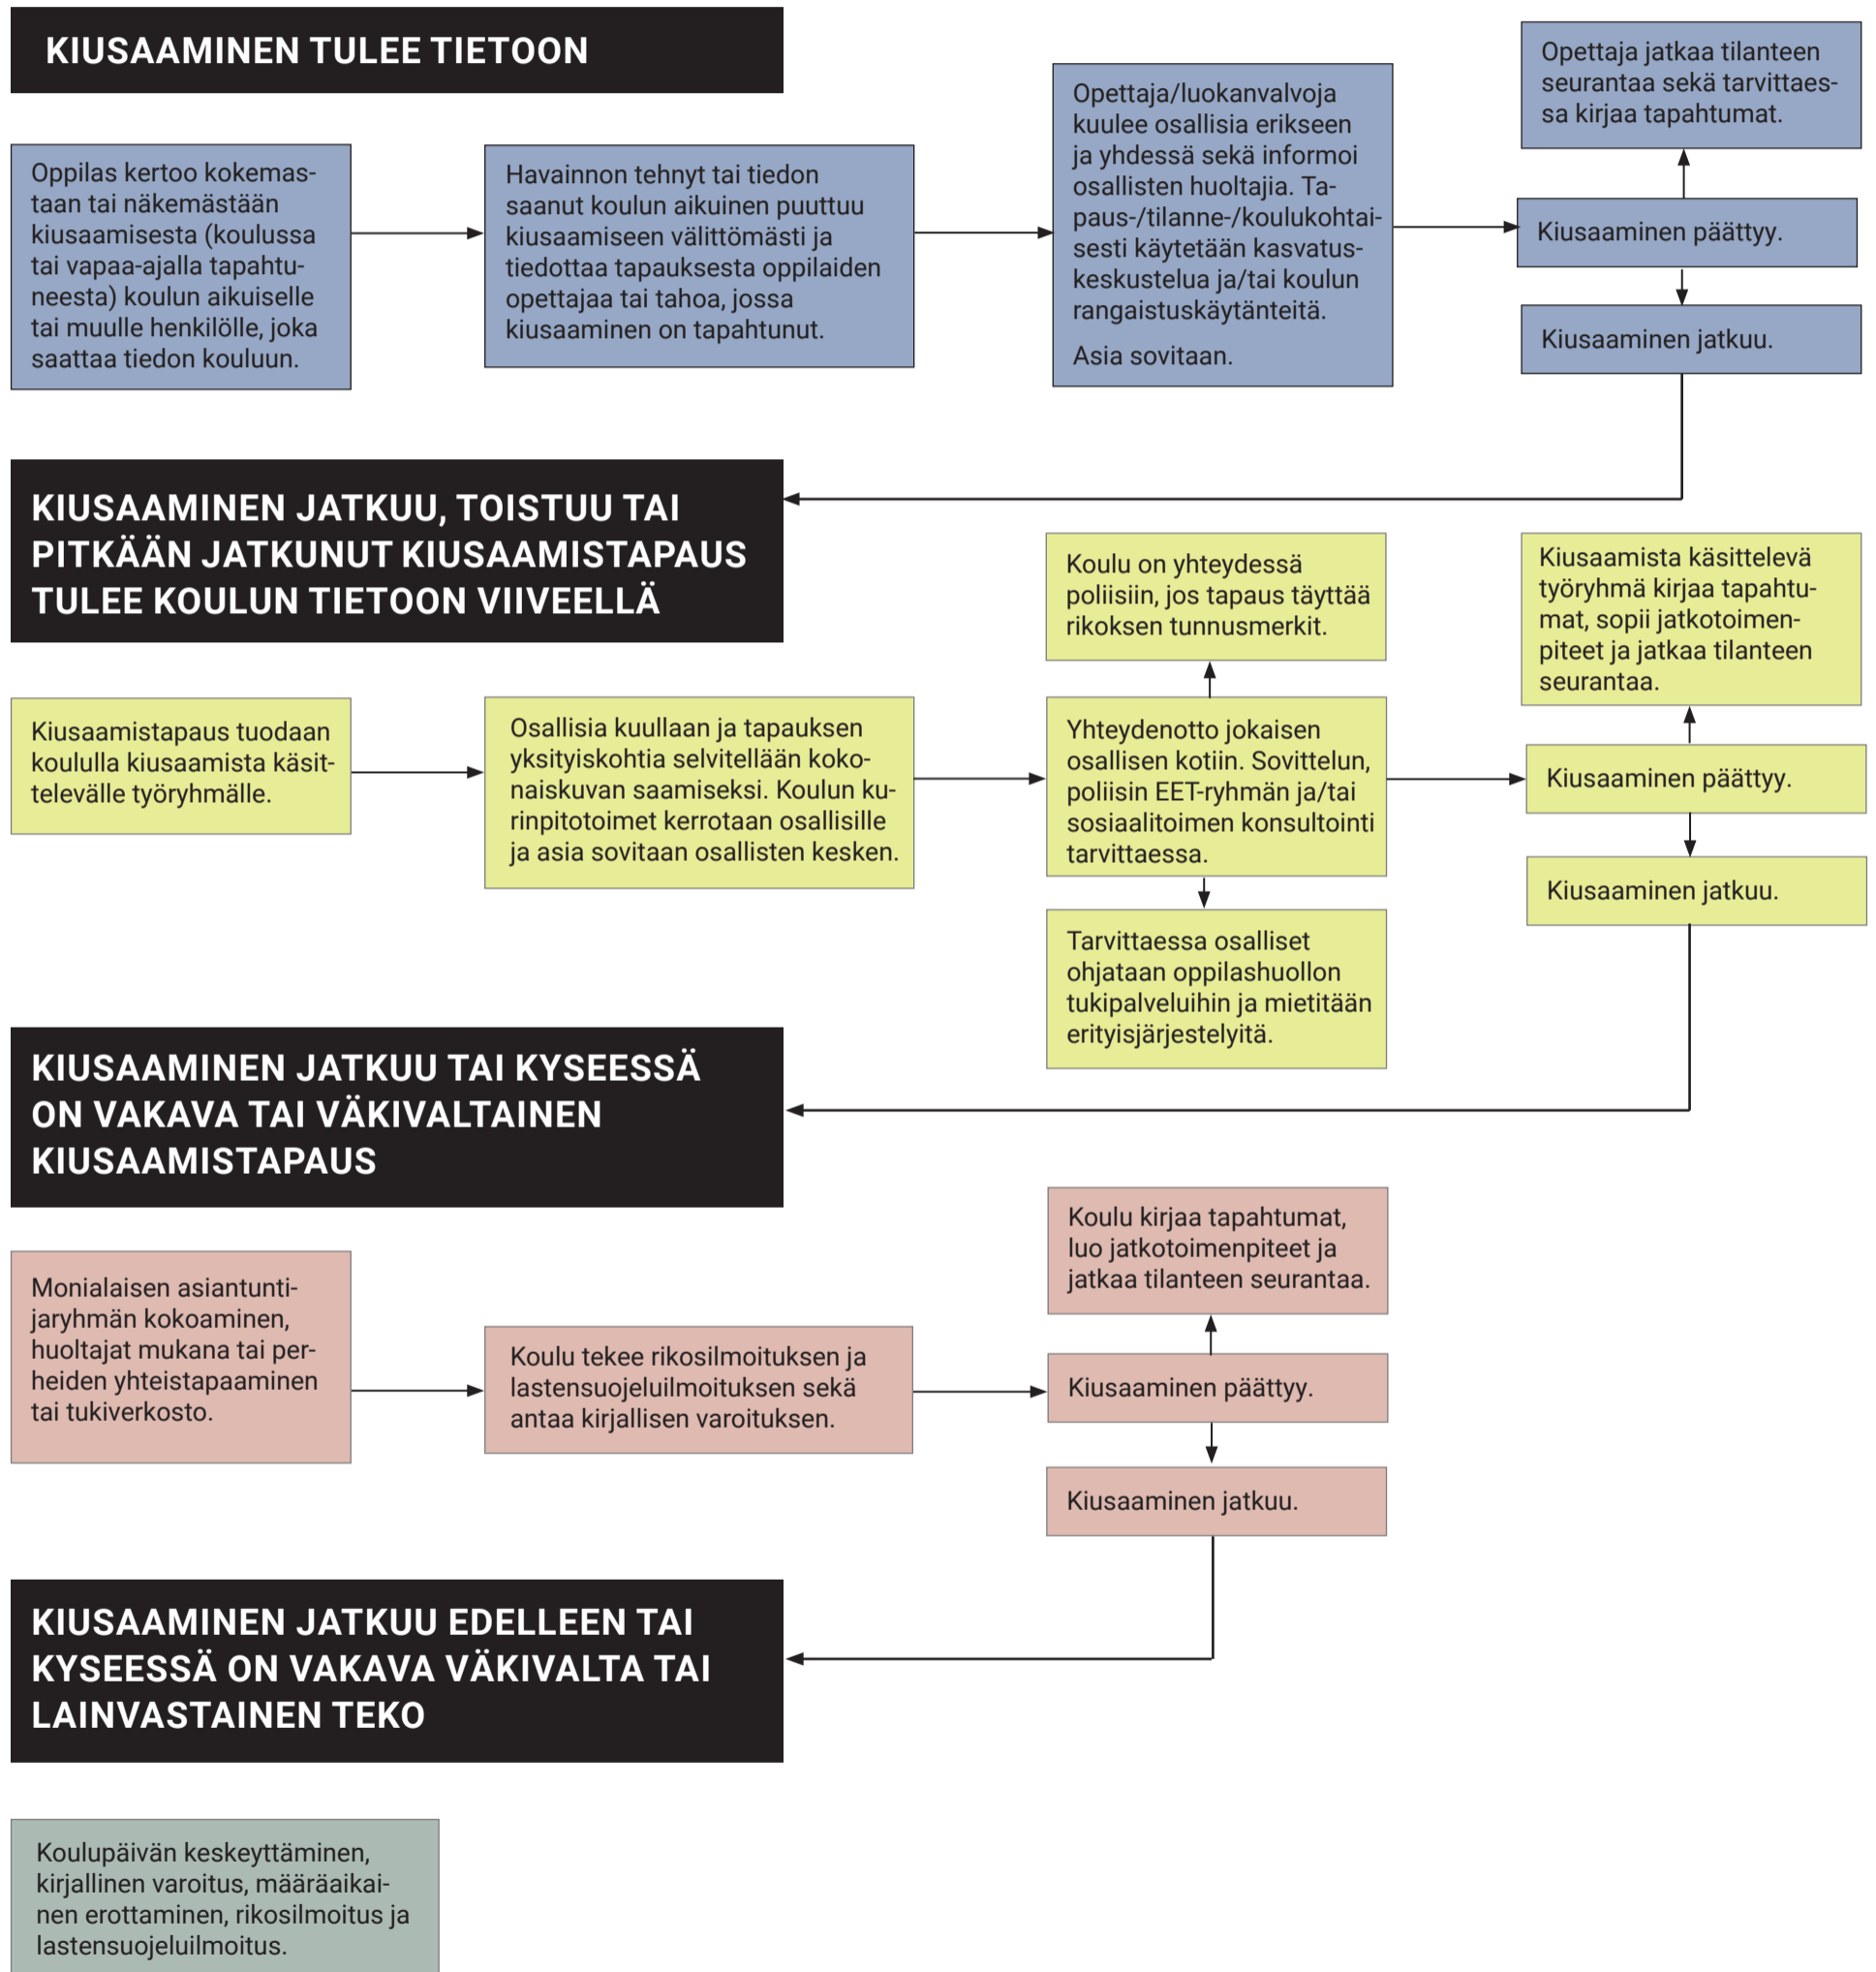 KIUSAAMINEN TULEE TIETOON
Oppilas kertoo kokemas-
taan tai näkemästään
kiusaamisesta (koulussa
tai vapaa-ajalla tapahtu-
neesta) koulun aikuiselle
tai muulle henkilölle, joka
saattaa tiedon kouluun.
Havainnon tehnyt tai tiedon
saanut koulun aikuinen puuttuu
kiusaamiseen välittömästi ja
tiedottaa tapauksesta oppilaiden
opettajaa tai tahoa, jossa
kiusaaminen on tapahtunut.
Opettaja/luokanvalvoja
kuulee osallisia erikseen
ja yhdessä sekä informoi
osallisten huoltajia. Ta-
paus-/tilanne-/koulukohtai-
sesti käytetään kasvatus-
keskustelua ja/tai koulun
rangaistuskäytänteitä.
Asia sovitaan.
Opettaja jatkaa tilanteen
seurantaa sekä tarvittaes-
sa kirjaa tapahtumat.
Kiusaaminen päättyy.
Kiusaaminen jatkuu.
KIUSAAMINEN JATKUU, TOISTUU TAI
PITKÄÄN JATKUNUT KIUSAAMISTAPAUS
TULEE KOULUN TIETOON VIIVEELLÄ
Kiusaamistapaus tuodaan
koululla kiusaamista käsit-
televälle työryhmälle.
Osallisia kuullaan ja tapauksen
yksityiskohtia selvitellään koko-
naiskuvan saamiseksi. Koulun ku-
rinpitotoimet kerrotaan osallisille
ja asia sovitaan osallisten kesken.
Koulu on yhteydessä
poliisiin, jos tapaus täyttää
rikoksen tunnusmerkit.
Yhteydenotto jokaisen
osallisen kotiin. Sovittelun,
poliisin EET-ryhmän ja/tai
sosiaalitoimen konsultointi
tarvittaessa.
Tarvittaessa osalliset
ohjataan oppilashuollon
tukipalveluihin ja mietitään
erityisjärjestelyitä.
Kiusaamista käsittelevä
työryhmä kirjaa tapahtu-
mat, sopii jatkotoimen-
piteet ja jatkaa tilanteen
seurantaa.
Kiusaaminen päättyy.
Kiusaaminen jatkuu.
KIUSAAMINEN JATKUU TAI KYSEESSÄ
ON VAKAVA TAI VÄKIVALTAINEN
KIUSAAMISTAPAUS
Monialaisen asiantunti-
jaryhmän kokoaminen,
huoltajat mukana tai per-
heiden yhteistapaaminen
tai tukiverkosto.
Koulu tekee rikosilmoituksen ja
lastensuojeluilmoituksen sekä
antaa kirjallisen varoituksen.
Koulu kirjaa tapahtumat,
luo jatkotoimenpiteet ja
jatkaa tilanteen seurantaa.
Kiusaaminen päättyy.
Kiusaaminen jatkuu.
KIUSAAMINEN JATKUU EDELLEEN TAI
KYSEESSÄ ON VAKAVA VÄKIVALTA TAI
LAINVASTAINEN TEKO
Koulupäivän keskeyttäminen,
kirjallinen varoitus, määräaikai-
nen erottaminen, rikosilmoitus ja
lastensuojeluilmoitus.